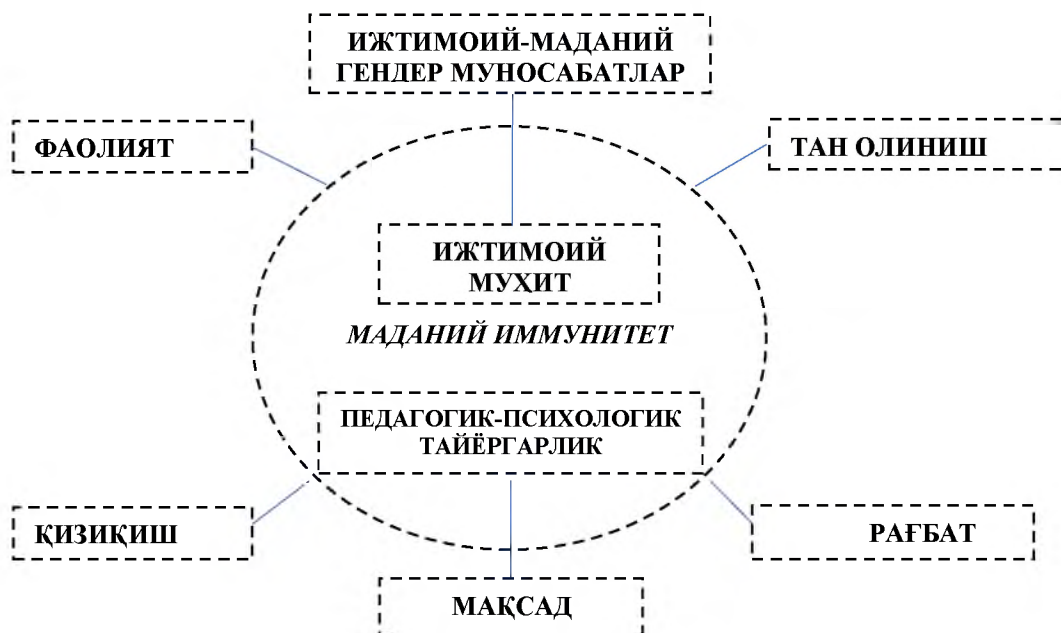 ИЖТИМОИЙ-МАДАНИЙ
ГЕНДЕР МУНОСАБАТЛАР
ФАОЛИЯТ
ТАН ОЛИНИШ
ИЖТИМОИЙ
МУҲИТ
МАДАНИЙ ИММУНИТЕТ
ПЕДАГОГИК-ПСИХОЛОГИК
ТАЙЁРГАРЛИК
ҚИЗИҚИШ
РАҒБАТ
МАҚСАД